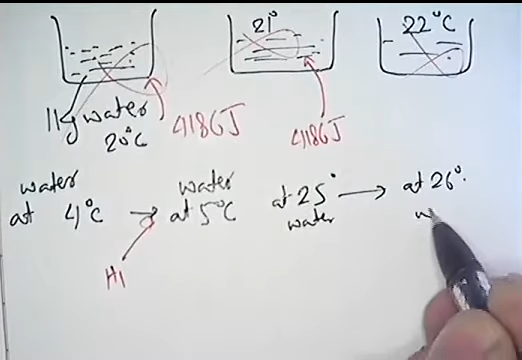 21°
22°C
1kg water
20°C
4186J
4186J
water
at 4°C → water
at 5°C
at 25° → at 26°.
water
w
H1